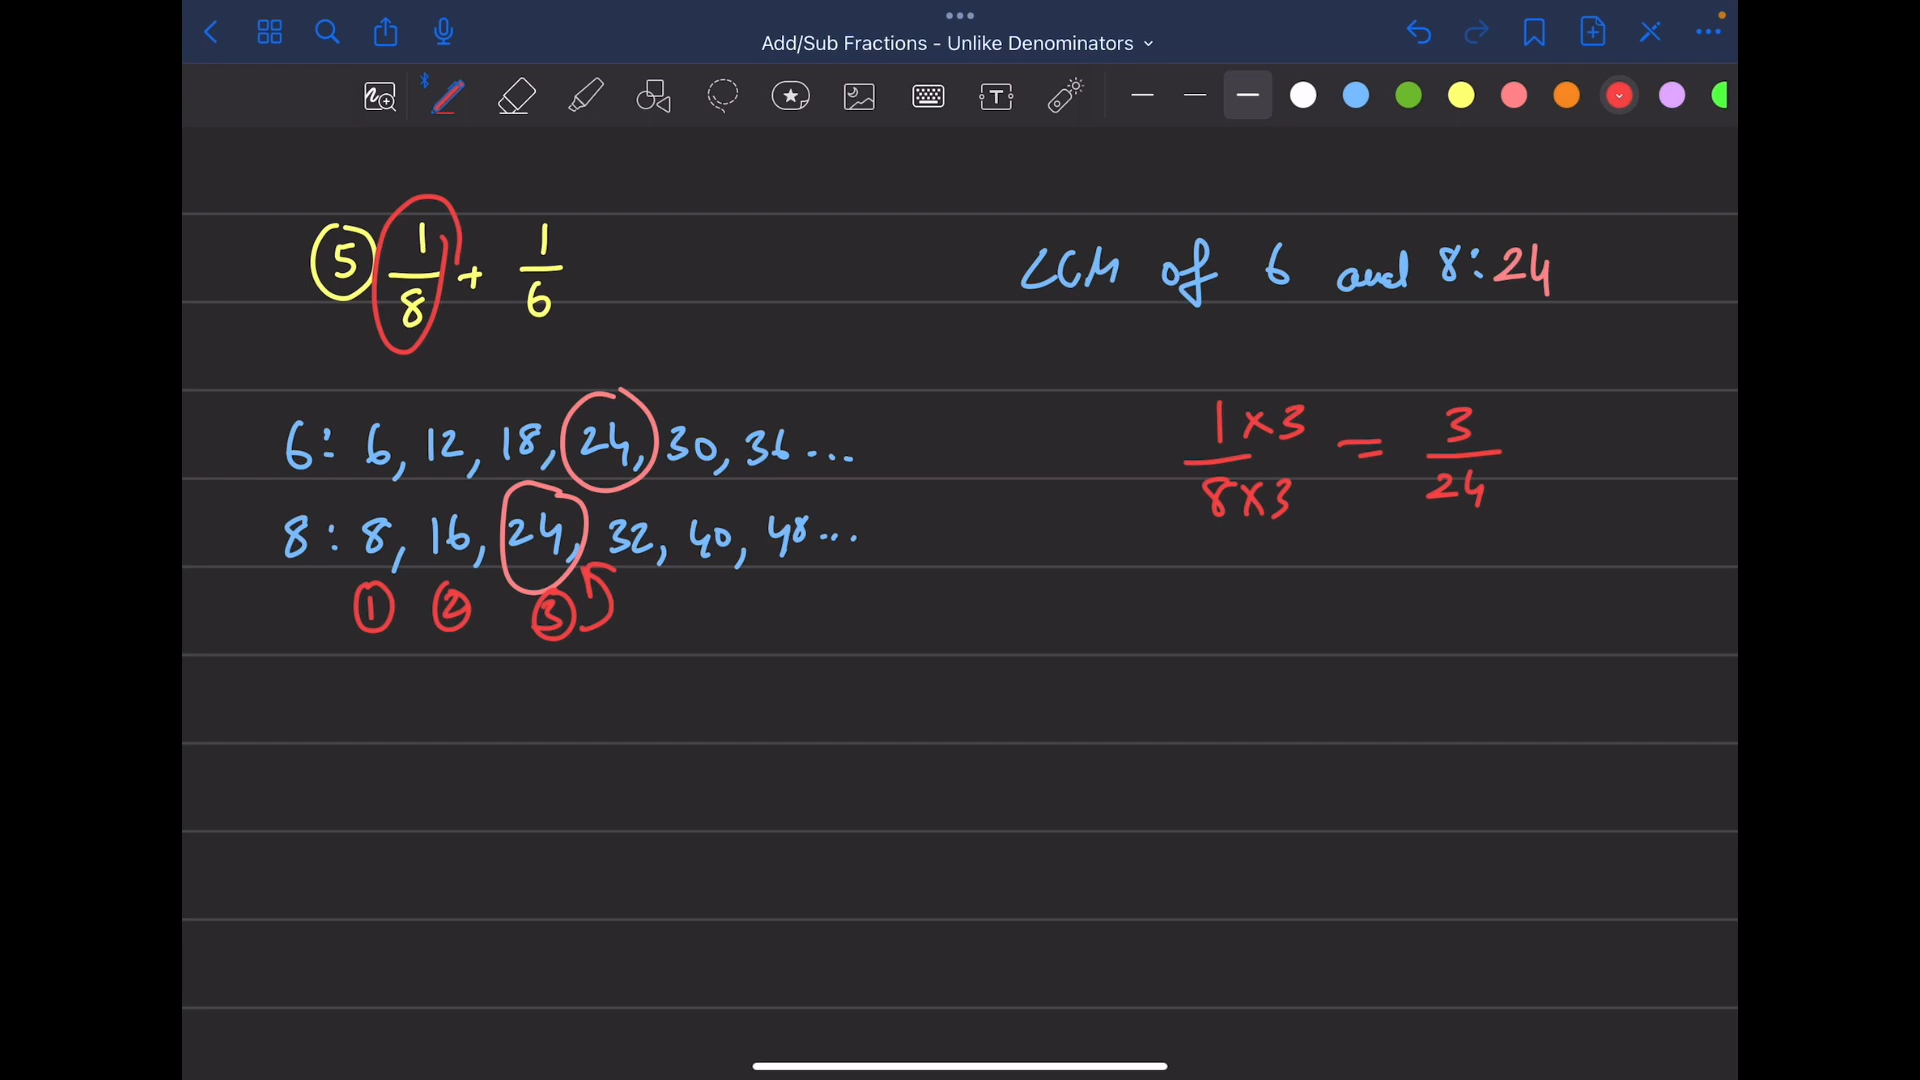 Add/Sub Fractions - Unlike Denominators
T
5 1/8 + 1/6
LCM of 6 and 8: 24
6: 6, 12, 18, 24, 30, 36...
8: 8, 16, 24, 32, 40, 48...
1 2 3
1 x 3 / 8 x 3 = 3/24